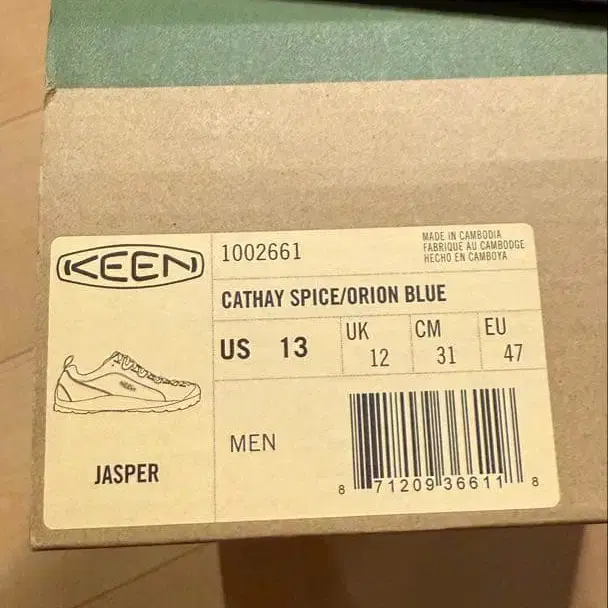 KEEN
1002661
MADE IN CAMBODIA
FABRIQUE AU CAMBODGE
HECHO EN CAMBOYA
CATHAY SPICE/ORION BLUE
US 13
UK 12
CM 31
EU 47
KEEN
JASPER
MEN
8 71209 36611 8